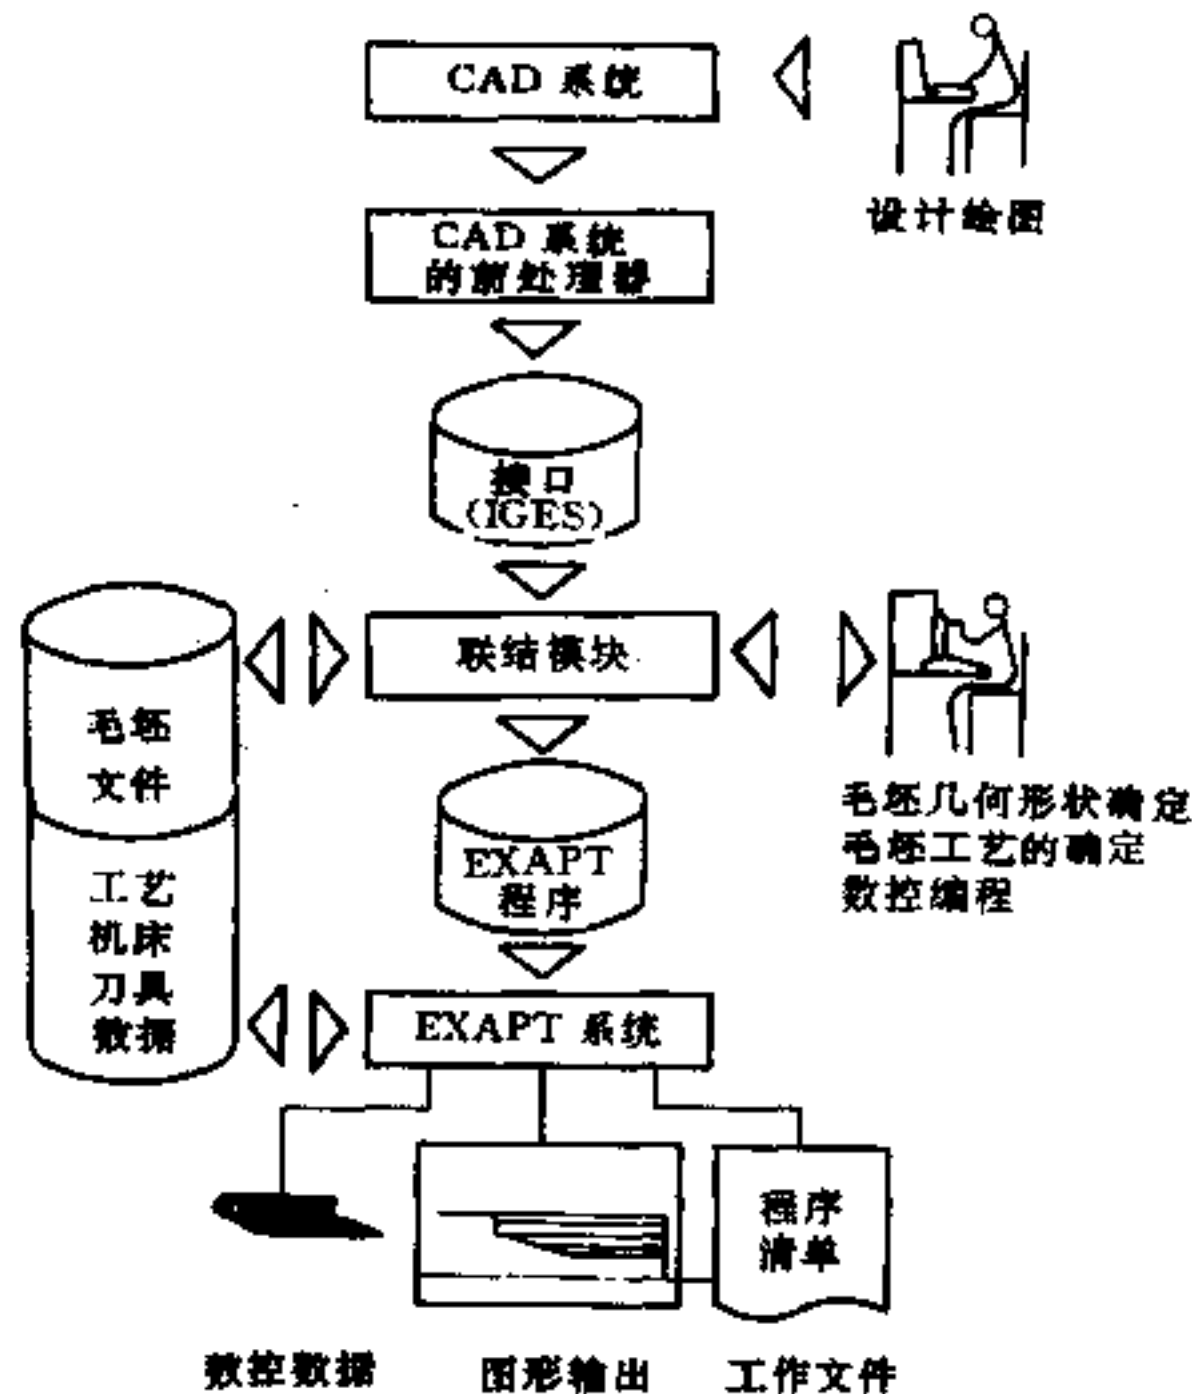 CAD 系统
设计绘图
CAD 系统
的前处理器
接口
(IGES)
联结模块
毛坯
文件
毛坯几何形状确定
毛坯工艺的确定
数控编程
EXAPT
程序
工艺
机床
刀具
数据
EXAPT 系统
程序
清单
数控数据
图形输出
工作文件